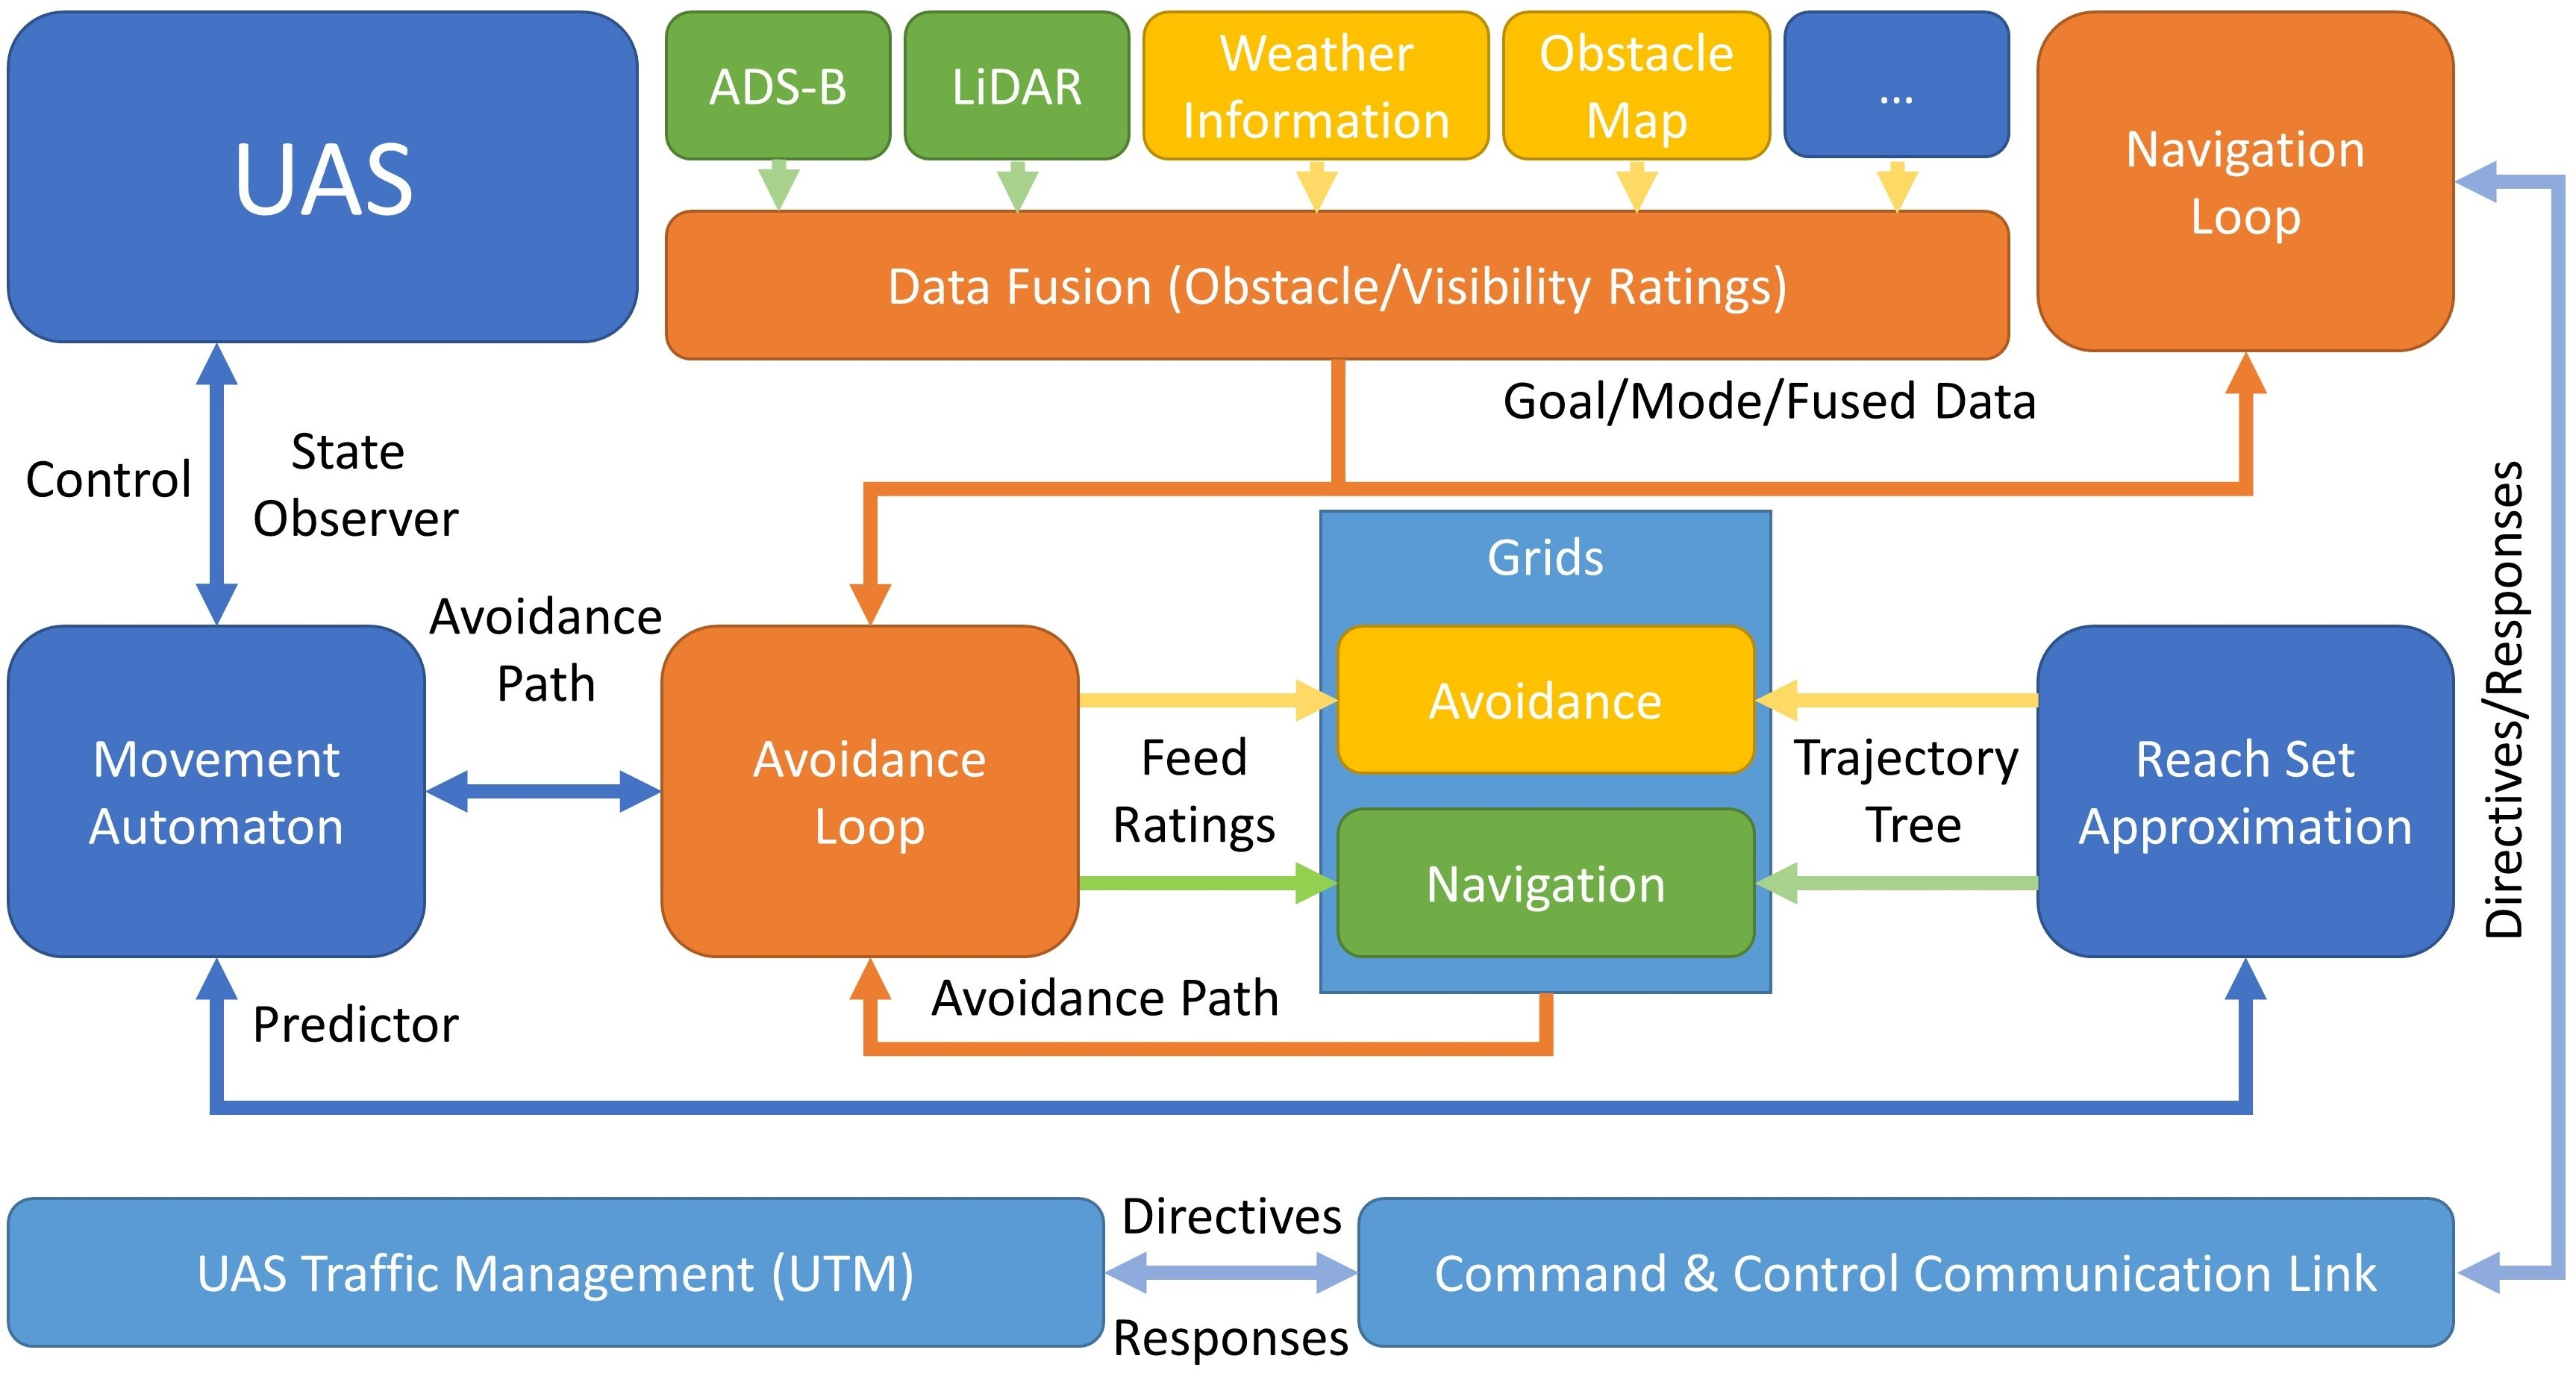 UAS
ADS-B
LiDAR
Weather
Information
Obstacle
Map
...
Navigation
Loop
Data Fusion (Obstacle/Visibility Ratings)
Goal/Mode/Fused Data
Control
State
Observer
Directives/Responses
Grids
Avoidance
Path
Movement
Automaton
Avoidance
Loop
Feed
Ratings
Avoidance
Navigation
Trajectory
Tree
Reach Set
Approximation
Predictor
Avoidance Path
UAS Traffic Management (UTM)
Directives
Responses
Command & Control Communication Link